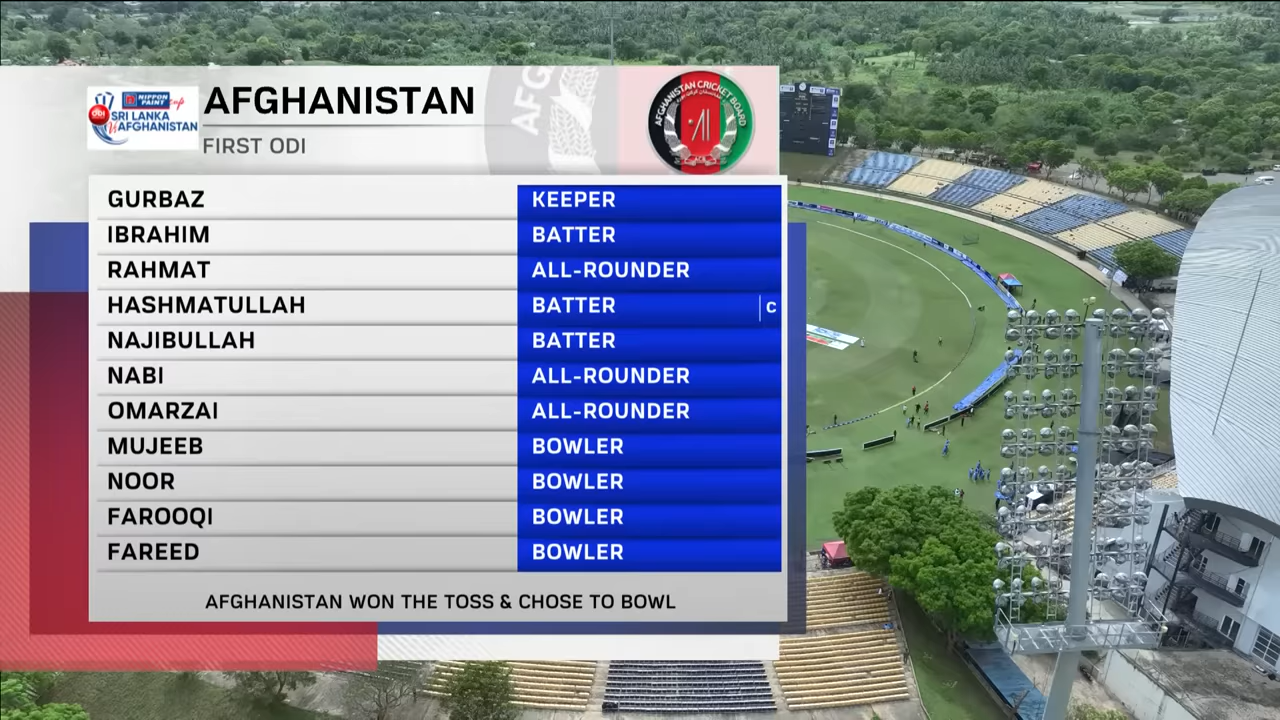 NIPPON PAINT cup
ODI SRI LANKA
V AFGHANISTAN
AFGHANISTAN
FIRST ODI
AFGHANISTAN CRICKET BOARD
AFG
GURBAZ KEEPER
IBRAHIM BATTER
RAHMAT ALL-ROUNDER
HASHMATULLAH BATTER C
NAJIBULLAH BATTER
NABI ALL-ROUNDER
OMARZAI ALL-ROUNDER
MUJEEB BOWLER
NOOR BOWLER
FAROOQI BOWLER
FAREED BOWLER
AFGHANISTAN WON THE TOSS & CHOSE TO BOWL